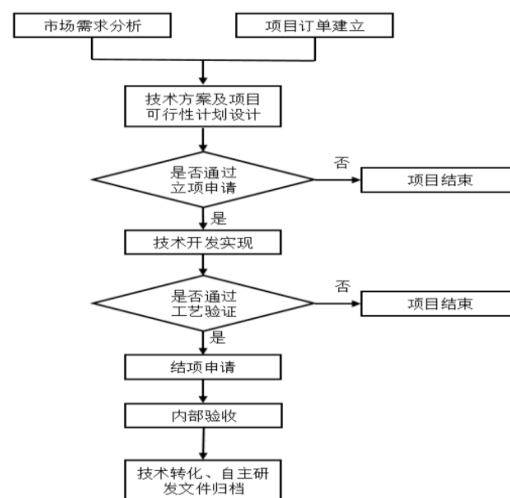 市场需求分析
项目订单建立
技术方案及项目
可行性计划设计
是否通过
立项申请
否
项目结束
是
技术开发实现
是否通过
工艺验证
否
项目结束
是
结项申请
内部验收
技术转化、自主研
发文件归档